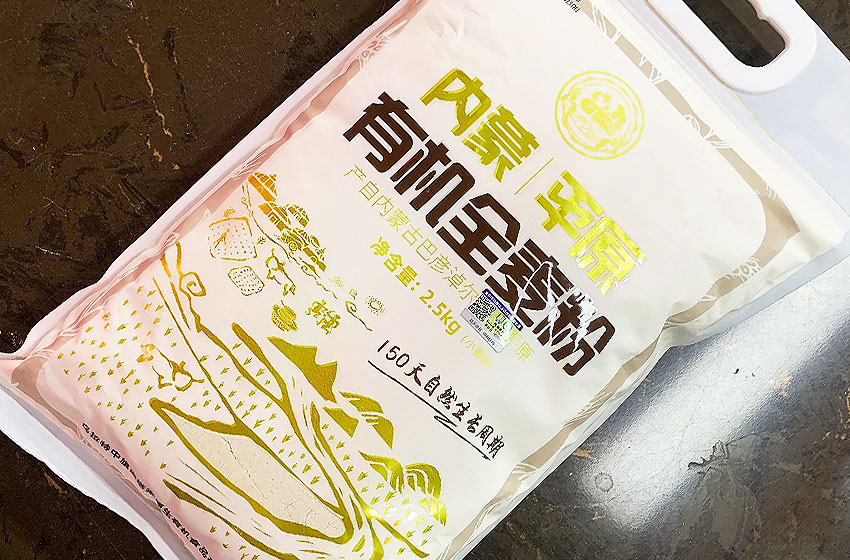 内蒙|平原
有机全麦粉
产自内蒙古巴彦淖尔 原
净含量:2.5kg
150天自然生长周期